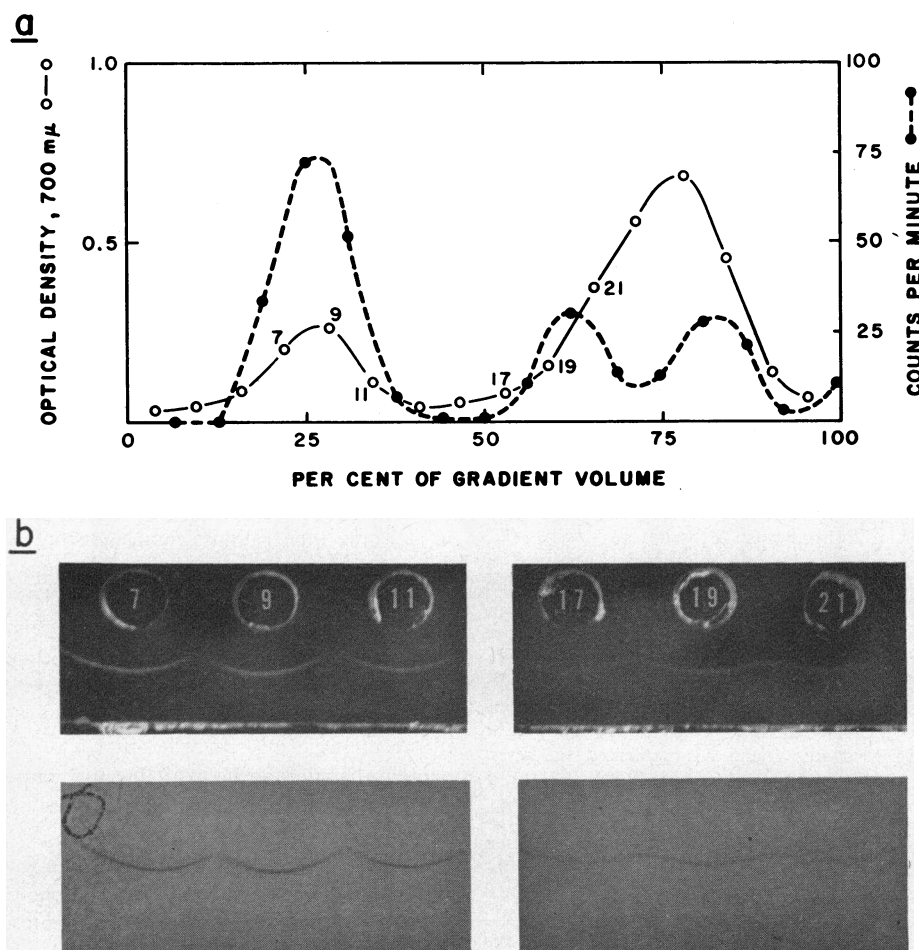 a
OPTICAL DENSITY, 700 mμ o—o
1.0
0.5
0
25
50
75
100
PER CENT OF GRADIENT VOLUME
100
75
50
25
COUNTS PER MINUTE ●--●
7
9
11
17
19
21
b
7 9 11
17 19 21